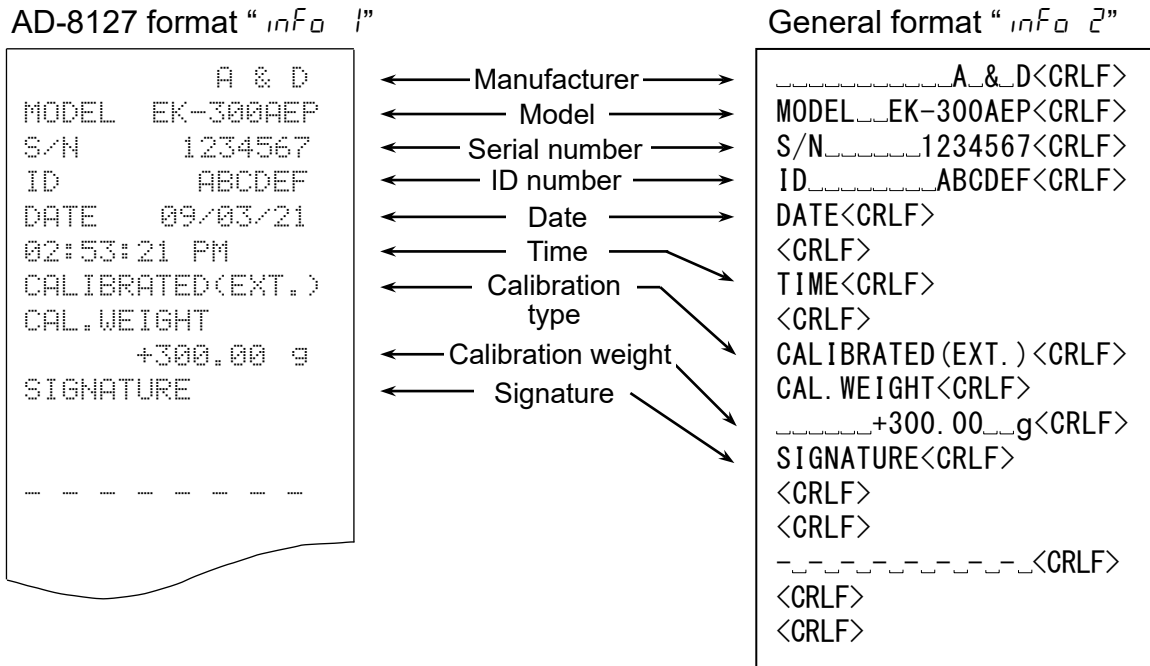 AD-8127 format “ info 1”
A & D
MODEL EK-300AEP
S/N 1234567
ID ABCDEF
DATE 09/03/21
02:53:21 PM
CALIBRATED(EXT.)
CAL.WEIGHT
+300.00 g
SIGNATURE
_ _ _ _ _ _ _ _
Manufacturer
Model
Serial number
ID number
Date
Time
Calibration
type
Calibration weight
Signature
General format “ info 2”
␣␣␣␣␣␣␣␣␣␣␣A␣&␣D<CRLF>
MODEL␣␣EK-300AEP<CRLF>
S/N␣␣␣␣␣␣1234567<CRLF>
ID␣␣␣␣␣␣␣␣ABCDEF<CRLF>
DATE<CRLF>
<CRLF>
TIME<CRLF>
<CRLF>
CALIBRATED(EXT.)<CRLF>
CAL.WEIGHT<CRLF>
␣␣␣␣␣␣+300.00␣␣g<CRLF>
SIGNATURE<CRLF>
<CRLF>
<CRLF>
-␣-␣-␣-␣-␣-␣-␣-␣<CRLF>
<CRLF>
<CRLF>